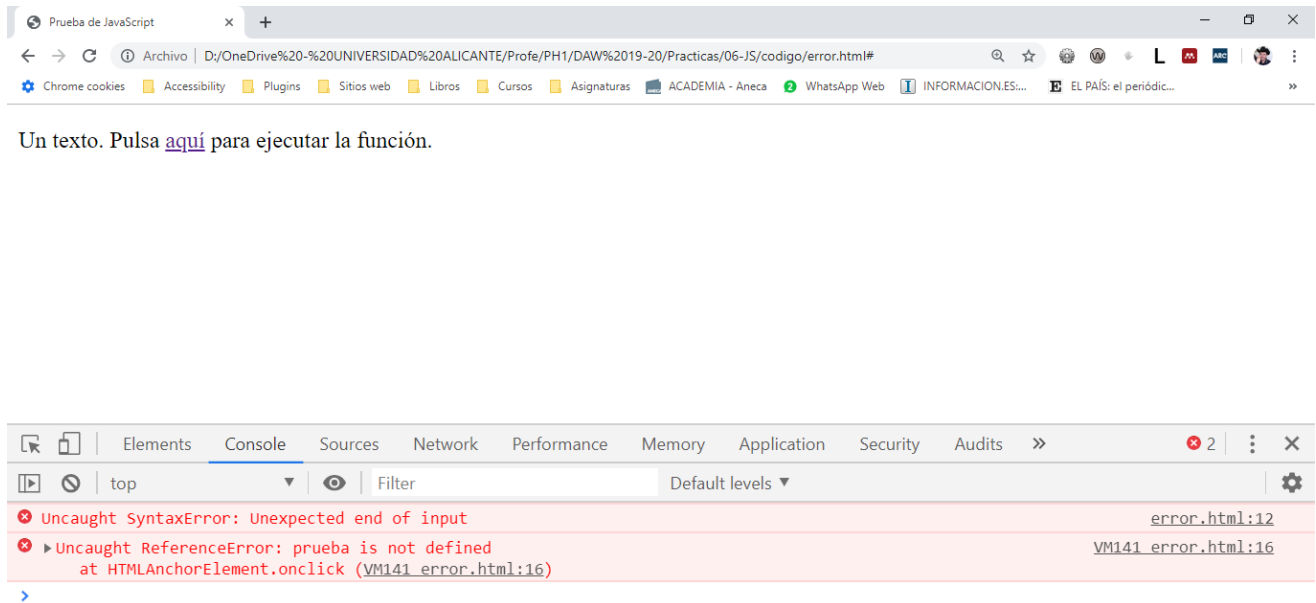 Prueba de JavaScript
Archivo | D:/OneDrive%20-%20UNIVERSIDAD%20ALICANTE/Profe/PH1/DAW%2019-20/Practicas/06-JS/codigo/error.html#
L ARC
Chrome cookies Accessibility Plugins Sitios web Libros Cursos Asignaturas ACADEMIA - Aneca 2 WhatsApp Web I INFORMACION.ES:... E EL PAÍS: el periódic... »
Un texto. Pulsa aquí para ejecutar la función.
Elements Console Sources Network Performance Memory Application Security Audits » 2
top Filter Default levels ▼
Uncaught SyntaxError: Unexpected end of input error.html:12
Uncaught ReferenceError: prueba is not defined VM141 error.html:16
at HTMLAnchorElement.onclick (VM141 error.html:16)